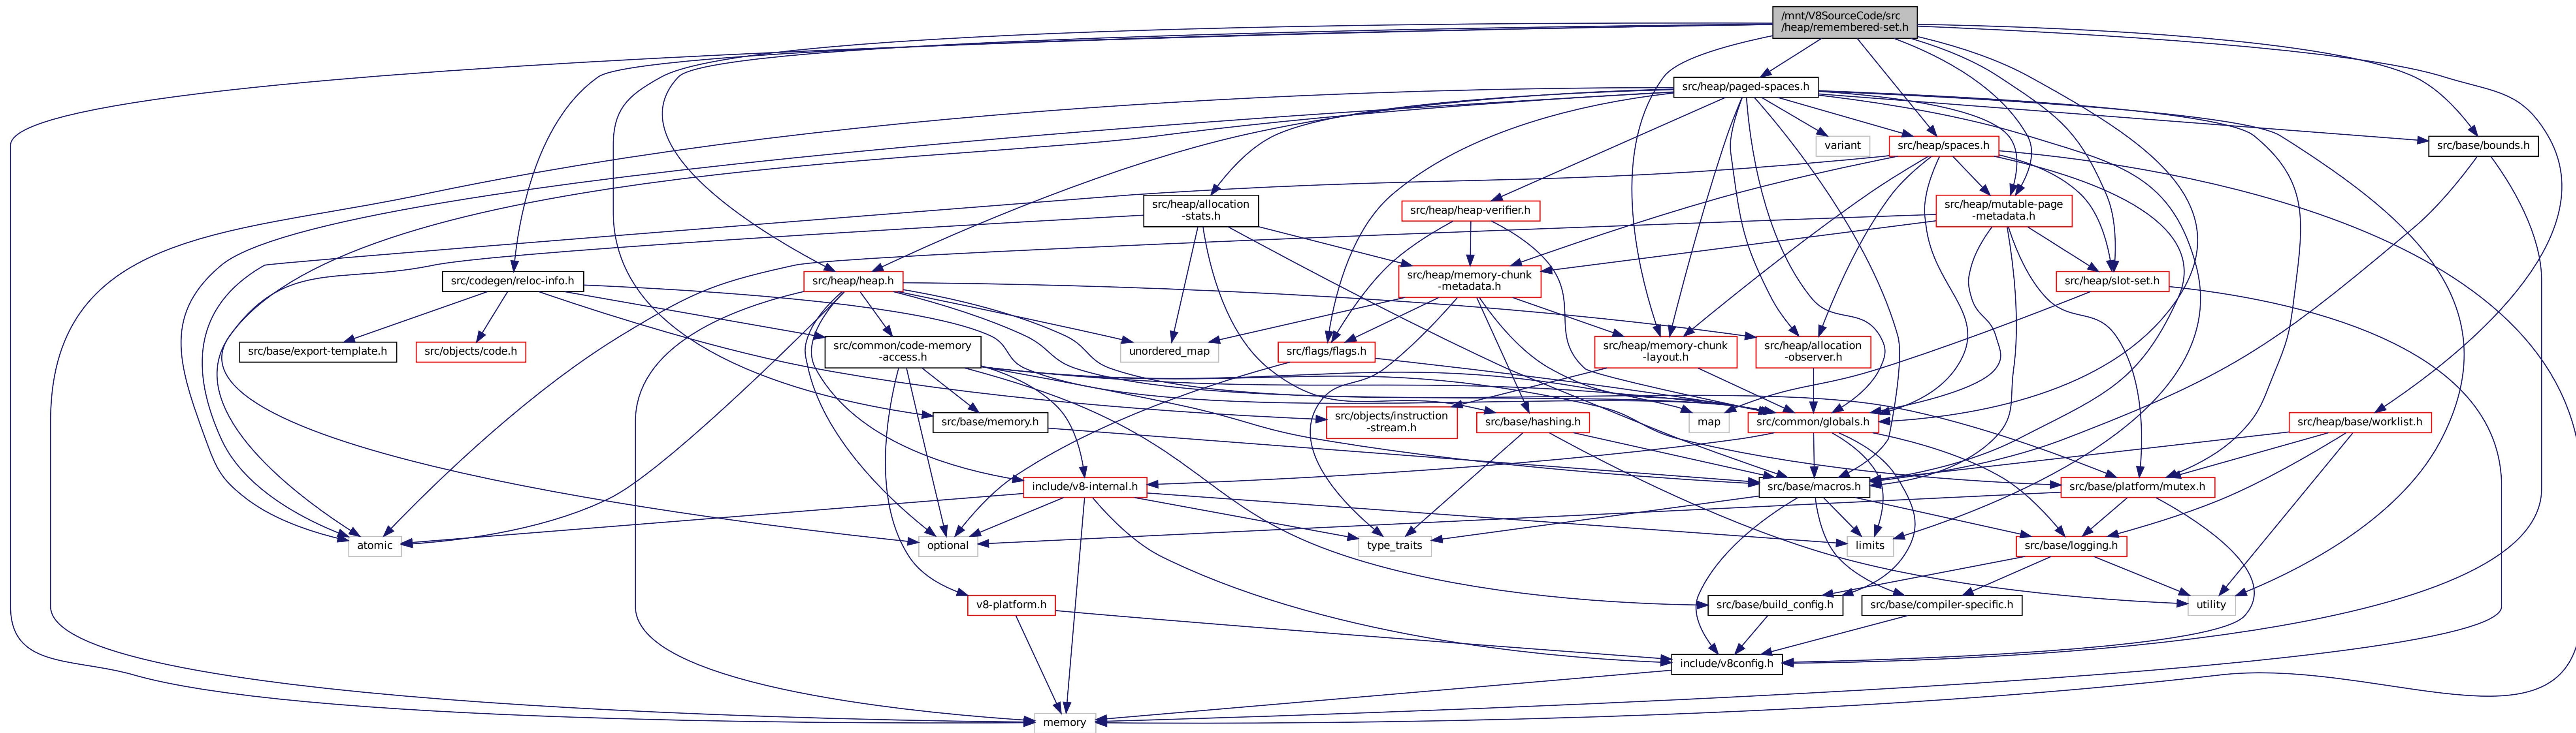 /mnt/V8SourceCode/src
/heap/remembered-set.h
src/heap/paged-spaces.h
variant
src/heap/spaces.h
src/base/bounds.h
src/heap/allocation
-stats.h
src/heap/heap-verifier.h
src/heap/mutable-page
-metadata.h
src/codegen/reloc-info.h
src/heap/heap.h
src/heap/memory-chunk
-metadata.h
src/heap/slot-set.h
src/base/export-template.h
src/objects/code.h
src/common/code-memory
-access.h
unordered_map
src/flags/flags.h
src/heap/memory-chunk
-layout.h
src/heap/allocation
-observer.h
src/base/memory.h
src/objects/instruction
-stream.h
src/base/hashing.h
map
src/common/globals.h
src/heap/base/worklist.h
include/v8-internal.h
src/base/macros.h
src/base/platform/mutex.h
atomic
optional
type_traits
limits
src/base/logging.h
v8-platform.h
src/base/build_config.h
src/base/compiler-specific.h
utility
include/v8config.h
memory